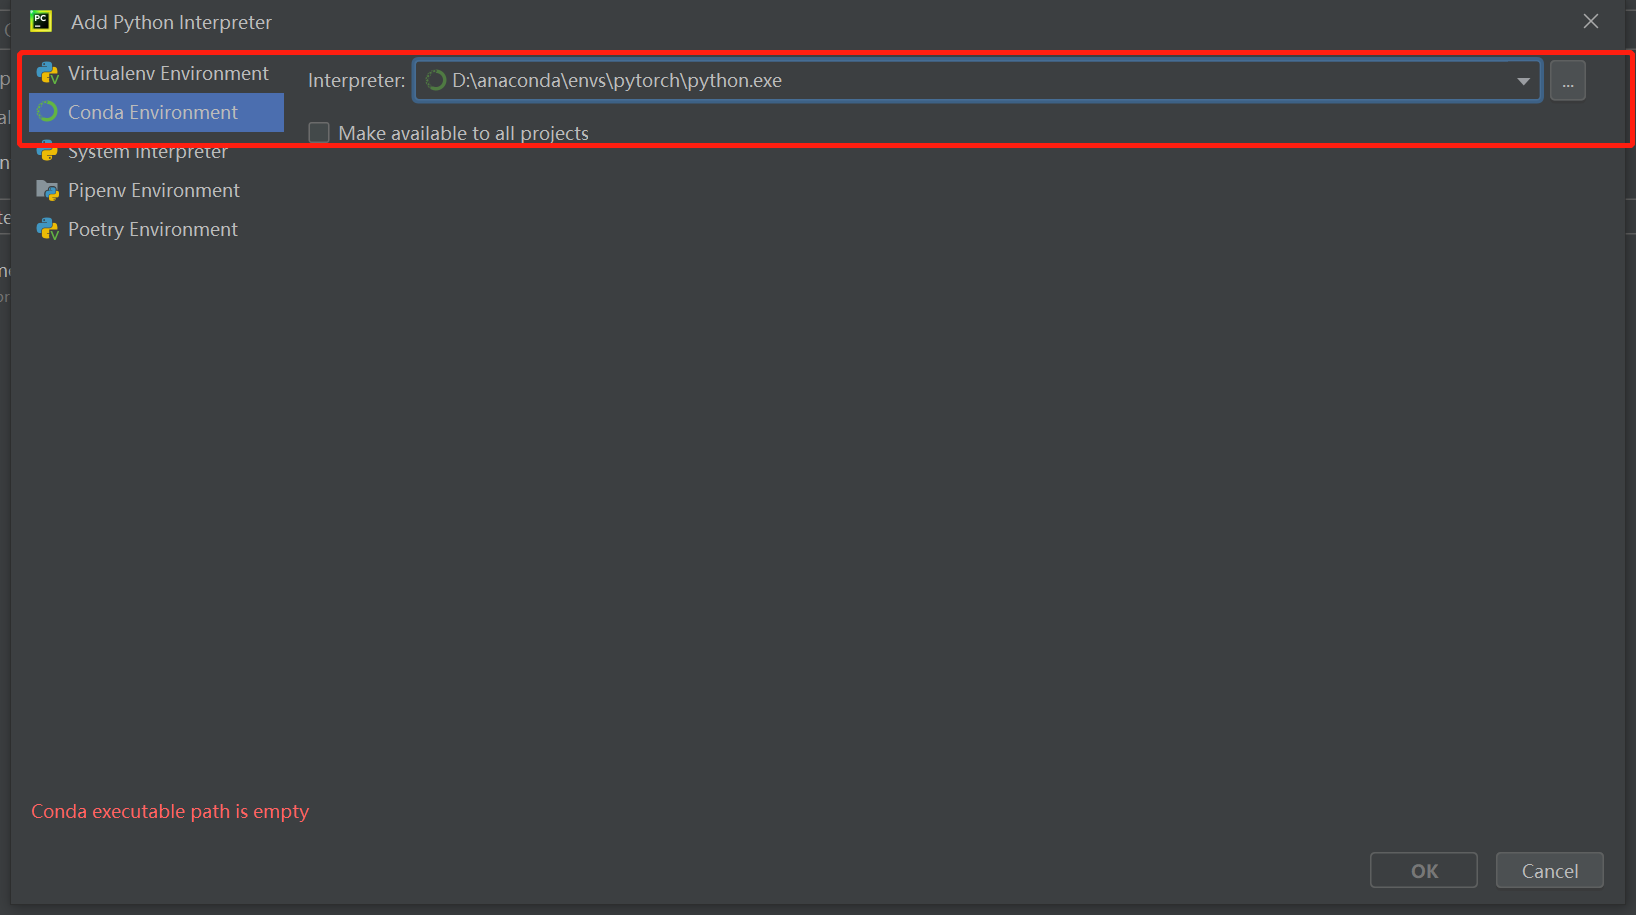 Add Python Interpreter
Virtualenv Environment
Interpreter: D:\anaconda\envs\pytorch\python.exe
...
Conda Environment
Make available to all projects
System Interpreter
Pipenv Environment
Poetry Environment
Conda executable path is empty
OK
Cancel